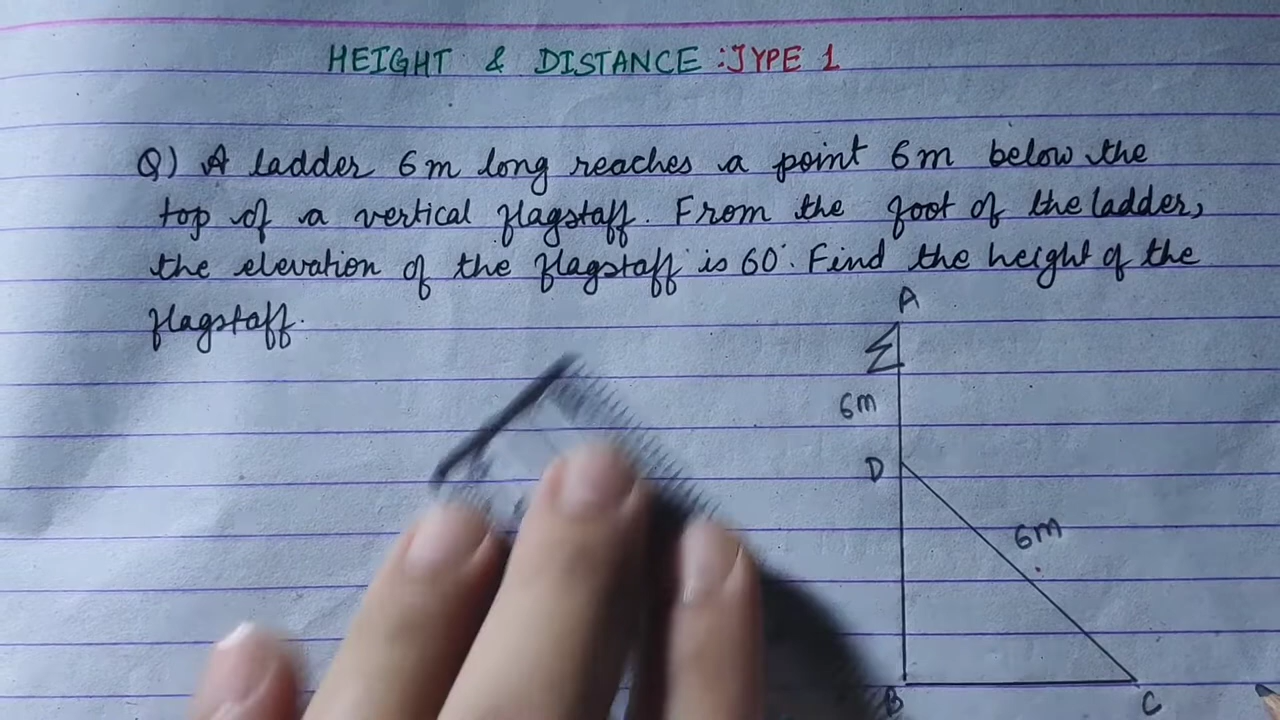 HEIGHT & DISTANCE : TYPE 1
Q) A ladder 6m long reaches a point 6m below the
top of a vertical flagstaff. From the foot of the ladder,
the elevation of the flagstaff is 60°. Find the height of the
flagstaff.
A
6m
D
6m
B
C